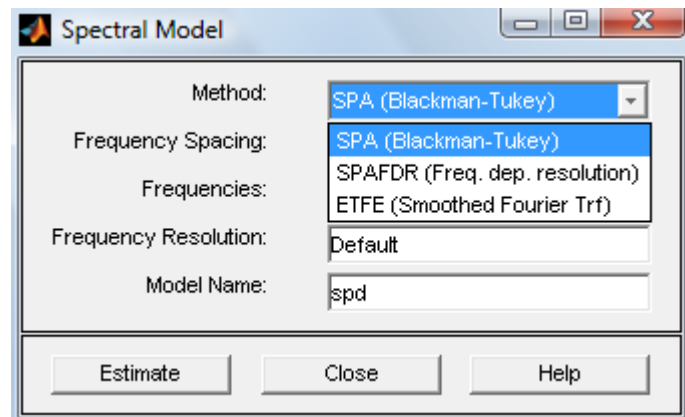 Spectral Model
Method: SPA (Blackman-Tukey)
Frequency Spacing: SPA (Blackman-Tukey)
SPAFDR (Freq. dep. resolution)
Frequencies: ETFE (Smoothed Fourier Trf)
Frequency Resolution: Default
Model Name: spd
Estimate Close Help